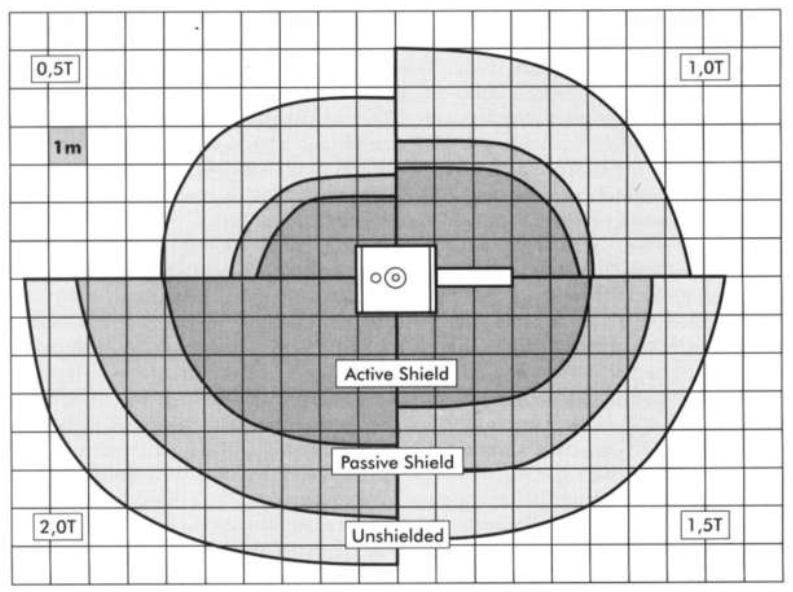 0,5T
1,0T
1m
Active Shield
Passive Shield
Unshielded
2,0T
1,5T